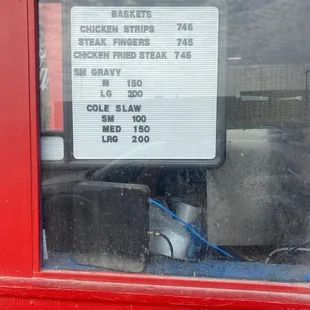 BASKETS
CHICKEN STRIPS 745
STEAK FINGERS 745
CHICKEN FRIED STEAK 745
SM GRAVY
M 150
LG 200
COLE SLAW
SM 100
MED 150
LRG 200